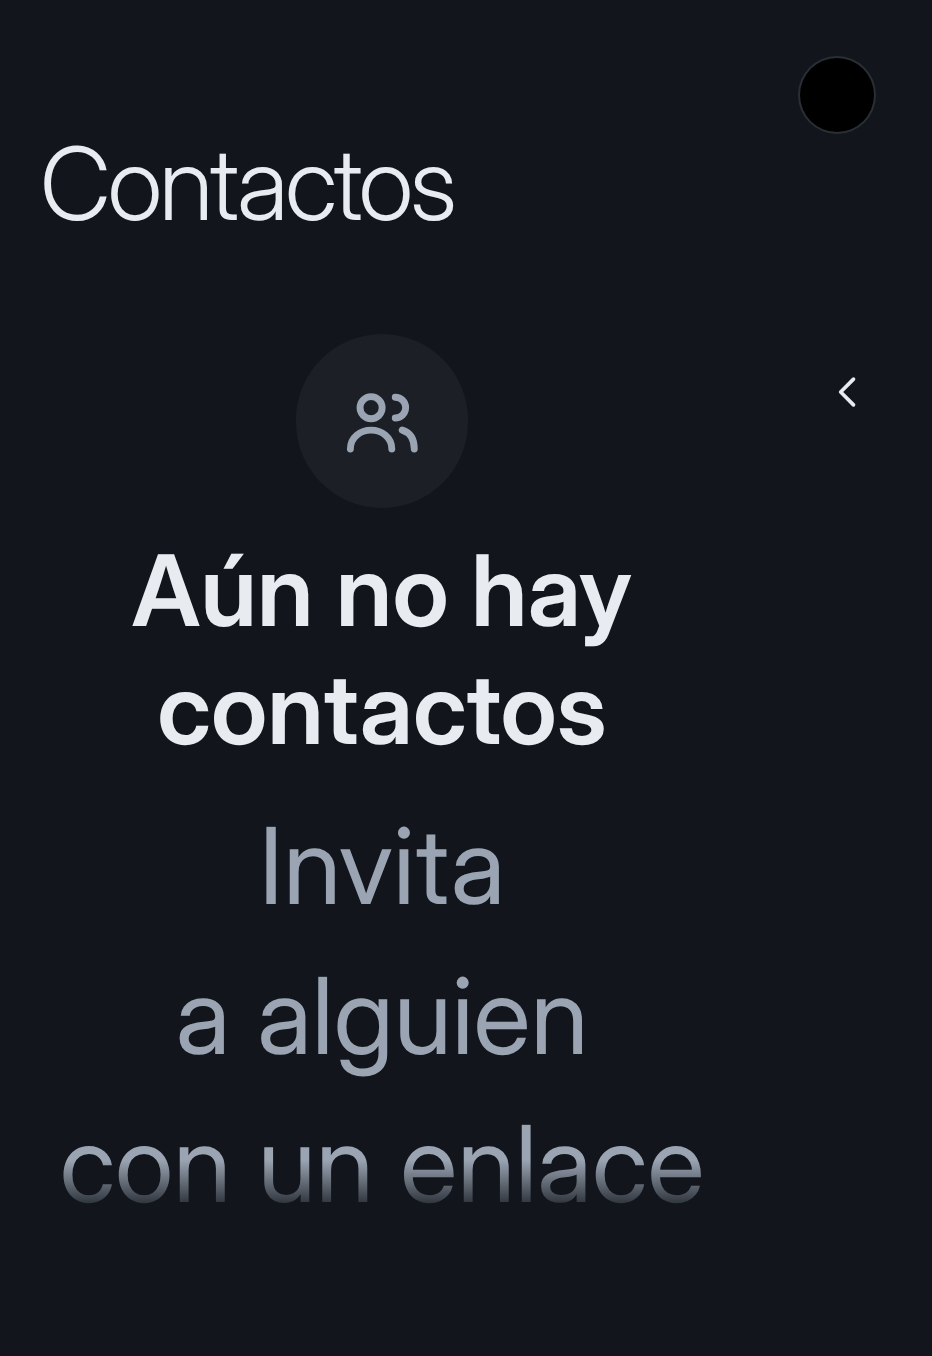 Contactos
Aún no hay
contactos
Invita
a alguien
con un enlace